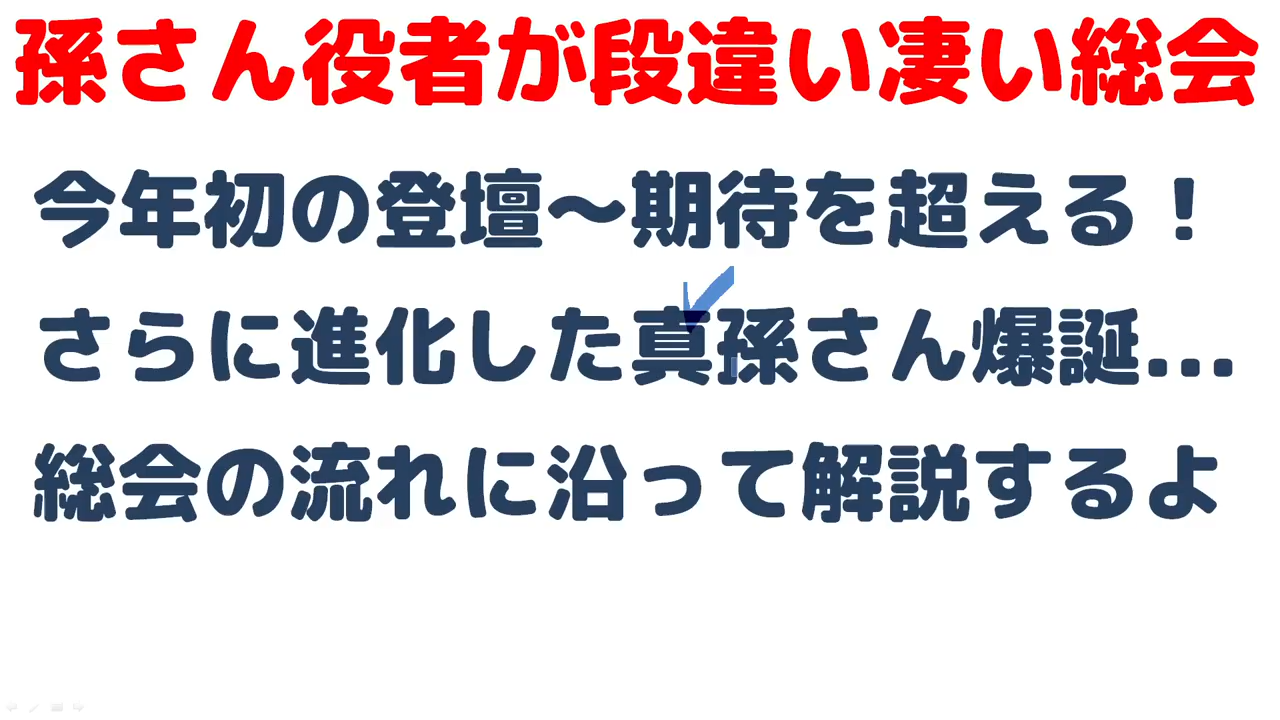 孫さん役者が段違い凄い総会
今年初の登壇～期待を超える！
さらに進化した真孫さん爆誕...
総会の流れに沿って解説するよ